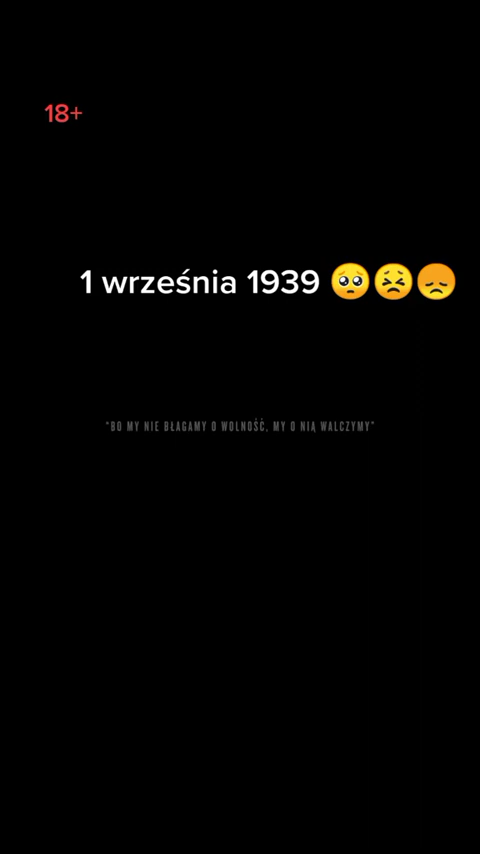 18+
1 września 1939 🥺😣😞
"BO MY NIE BŁAGAMY O WOLNOŚĆ, MY O NIĄ WALCZYMY"